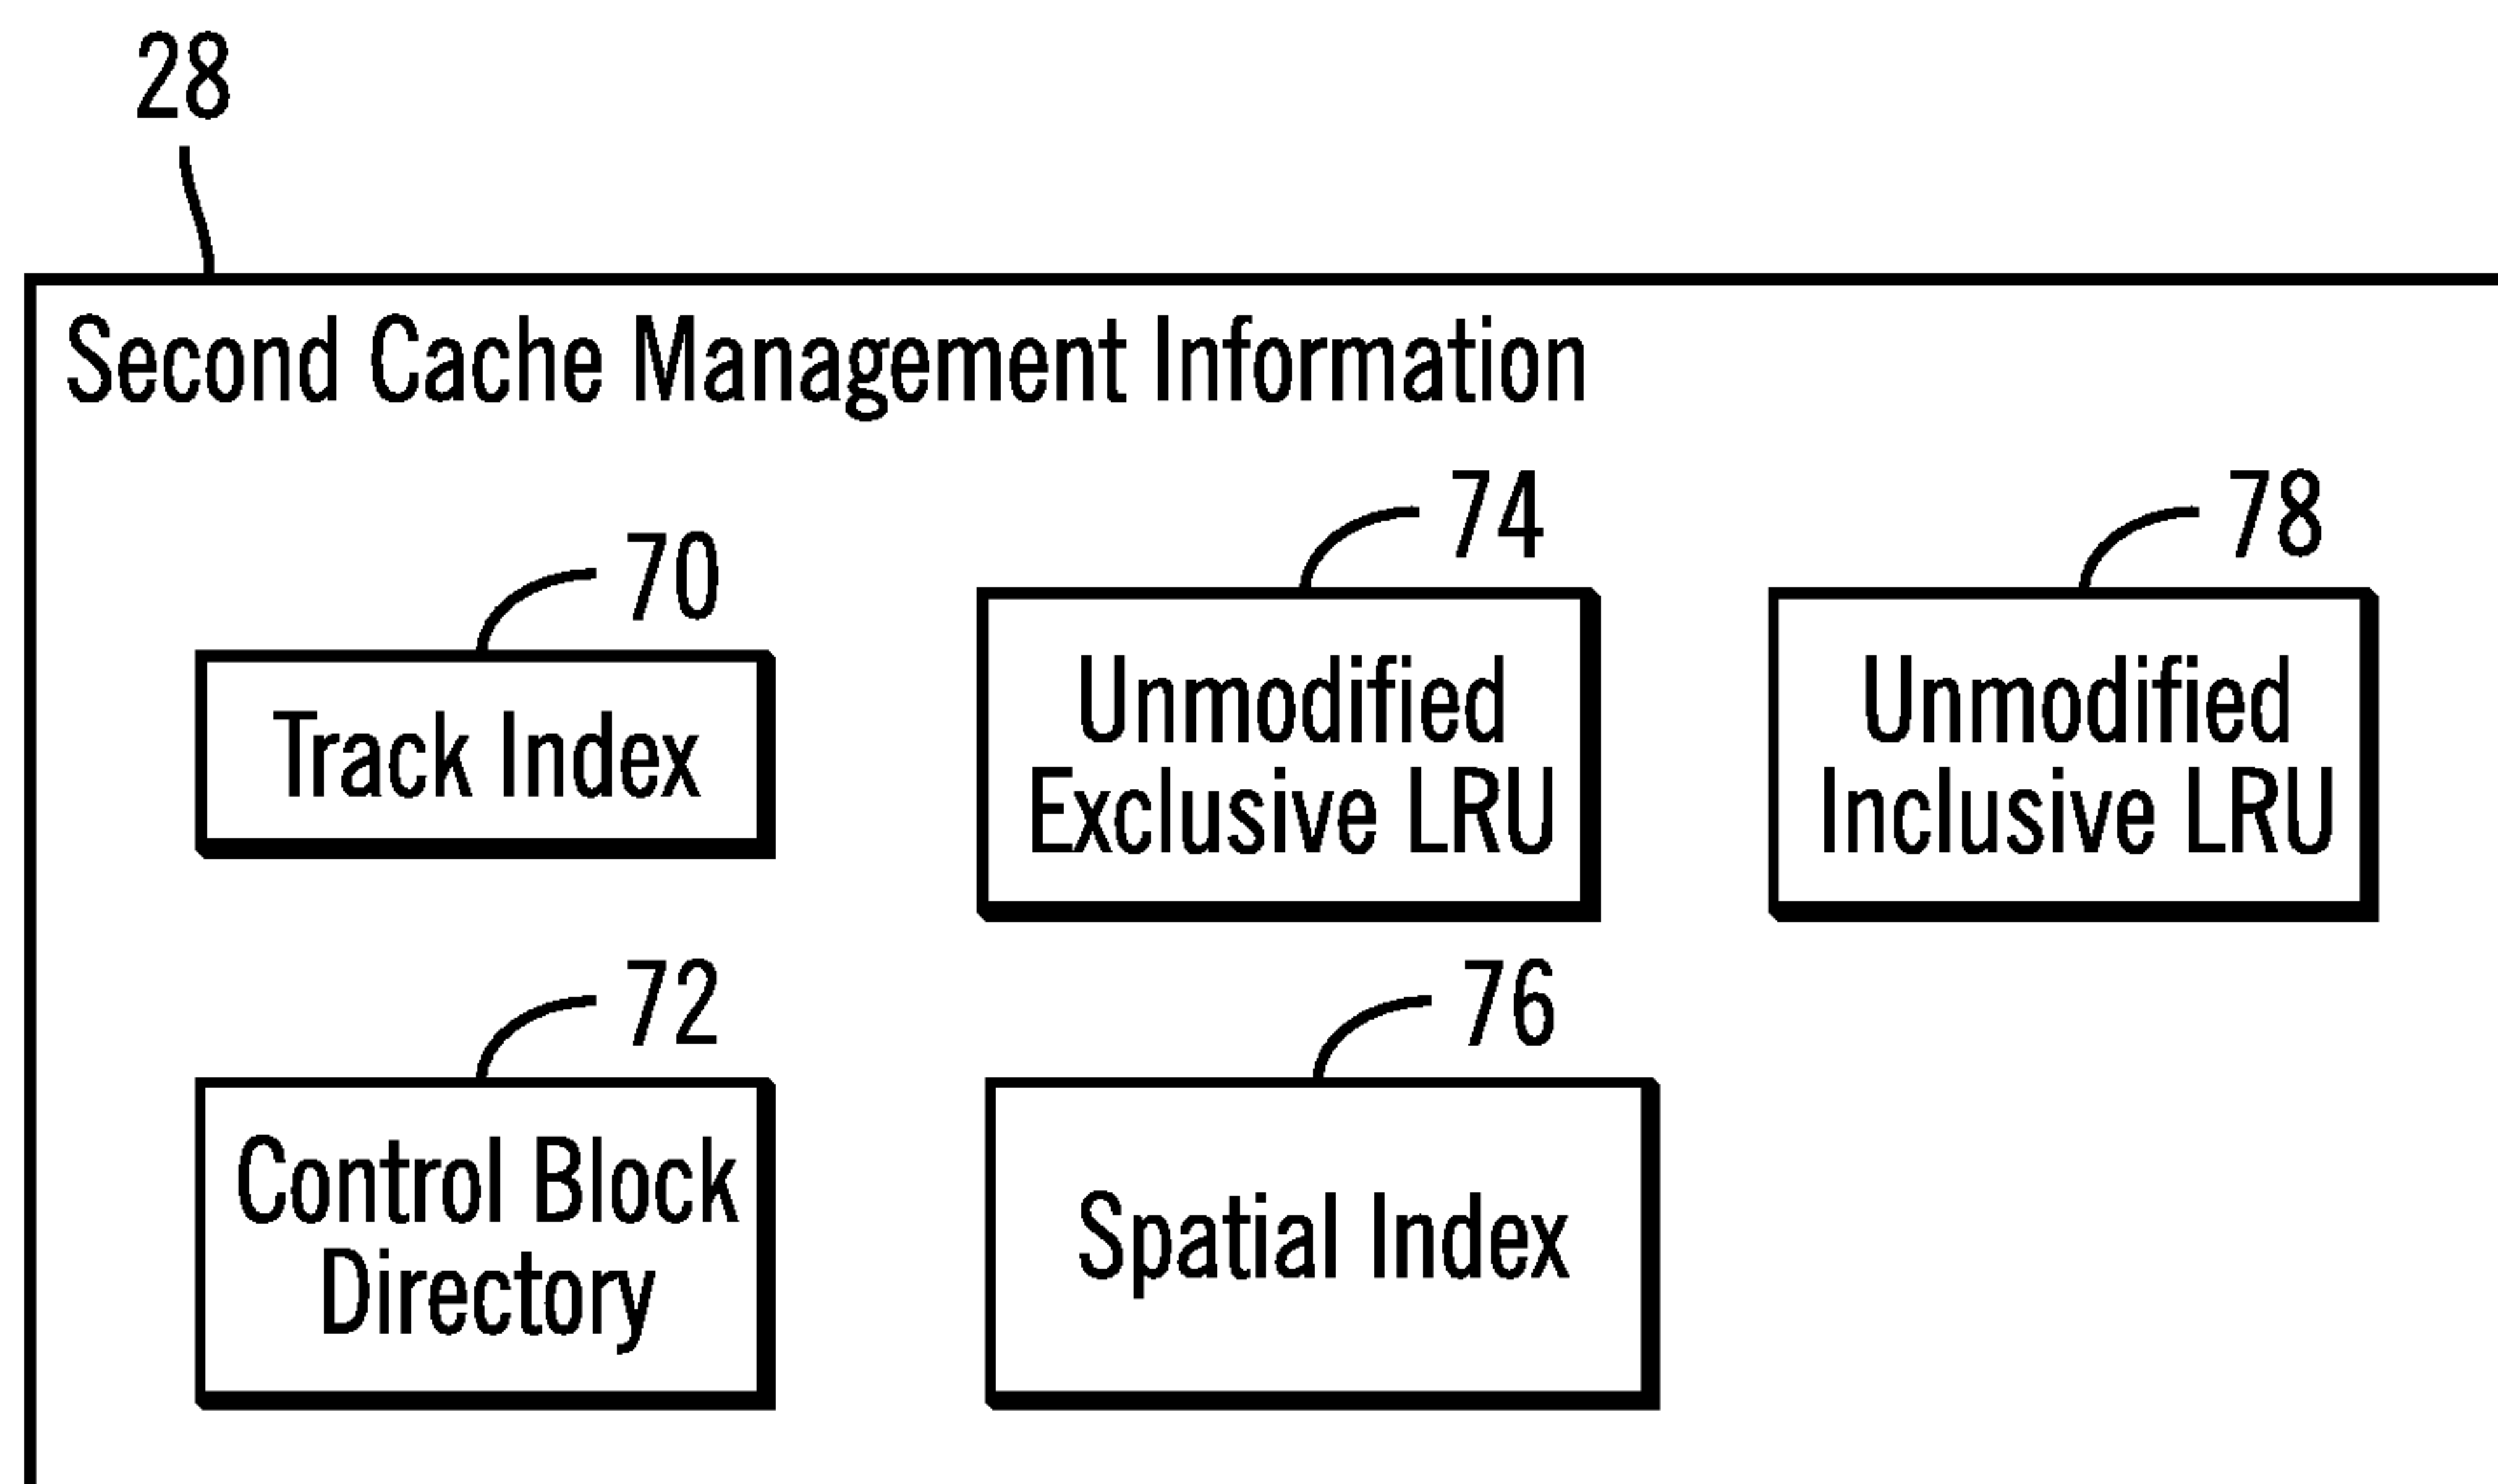 28
Second Cache Management Information
70
Track Index
74
Unmodified
Exclusive LRU
78
Unmodified
Inclusive LRU
72
Control Block
Directory
76
Spatial Index